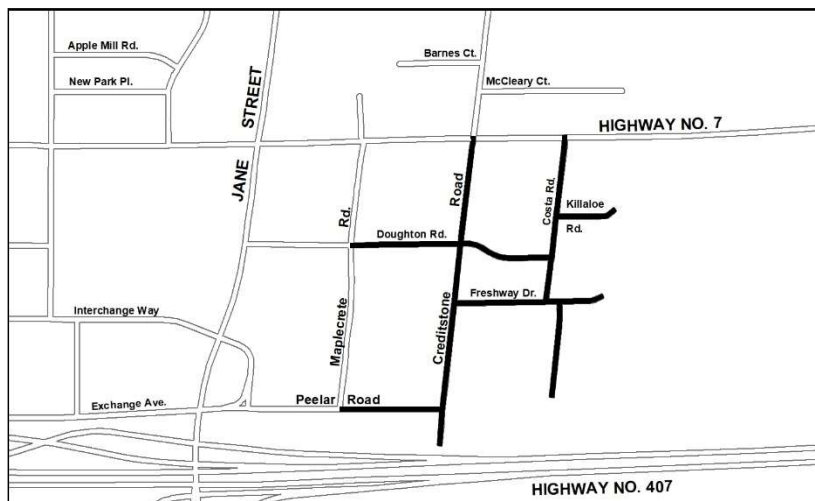 Apple Mill Rd.
Barnes Ct.
New Park Pl.
McCleary Ct.
STREET
HIGHWAY NO. 7
JANE
Rd.
Road
Costa Rd.
Killaloe
Rd.
Doughton Rd.
Freshway Dr.
Interchange Way
Maplecrete
Creditstone
Exchange Ave.
Peelar Road
HIGHWAY NO. 407